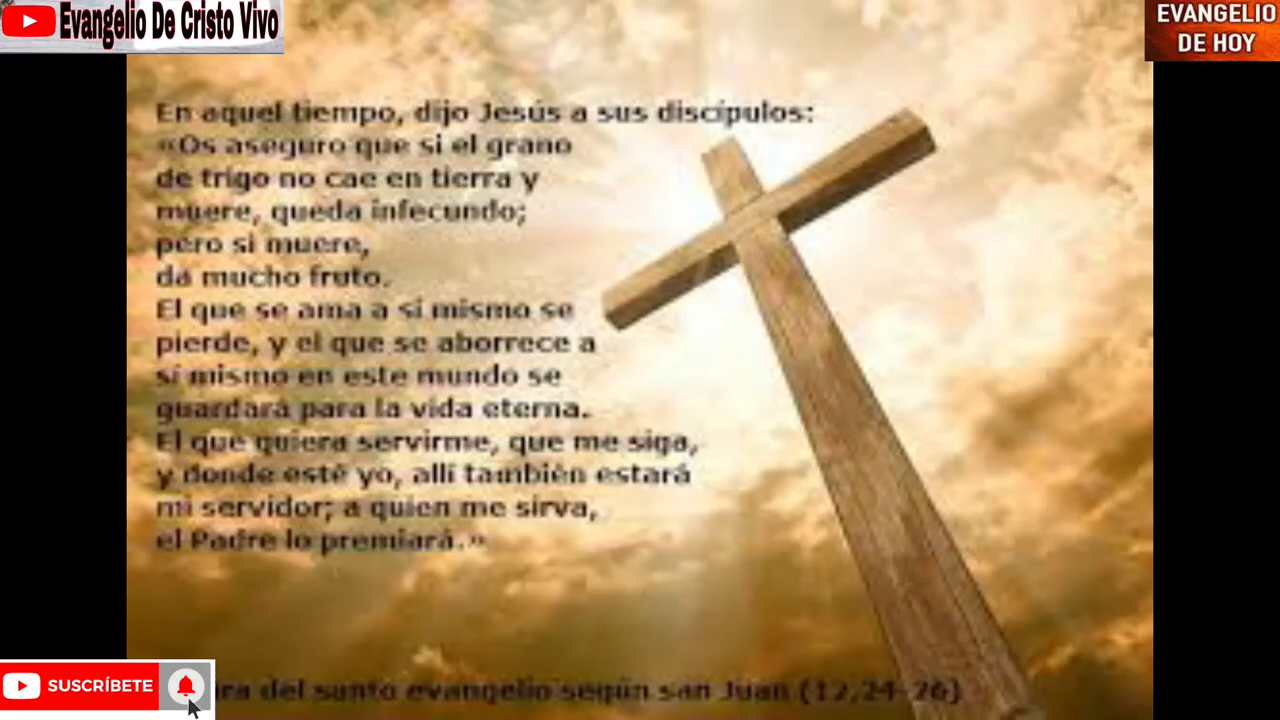 Evangelio De Cristo Vivo
EVANGELIO
DE HOY
En aquel tiempo, dijo Jesús a sus discípulos:
«Os aseguro que si el grano
de trigo no cae en tierra y
muere, queda infecundo;
pero si muere,
da mucho fruto.
El que se ama a sí mismo se
pierde, y el que se aborrece a
sí mismo en este mundo se
guardará para la vida eterna.
El que quiera servirme, que me siga,
y donde esté yo, allí también estará
mi servidor; a quien me sirva,
el Padre lo premiará.»
del santo evangelio según san Juan (12,24-26)
SUSCRÍBETE